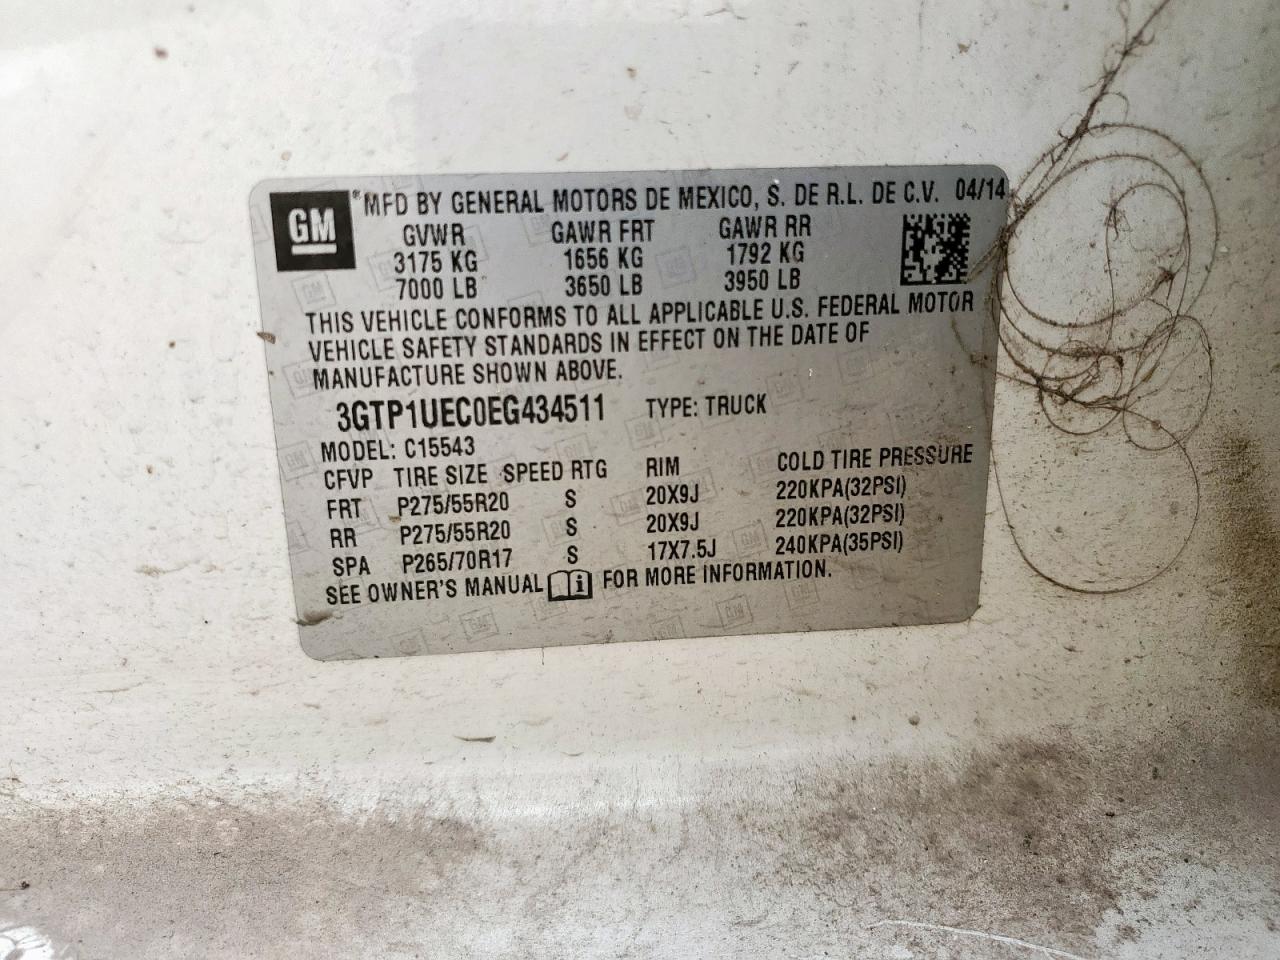 GM
MFD BY GENERAL MOTORS DE MEXICO, S. DE R.L. DE C.V. 04/14
GVWR GAWR FRT GAWR RR
3175 KG 1656 KG 1792 KG
7000 LB 3650 LB 3950 LB
THIS VEHICLE CONFORMS TO ALL APPLICABLE U.S. FEDERAL MOTOR
VEHICLE SAFETY STANDARDS IN EFFECT ON THE DATE OF
MANUFACTURE SHOWN ABOVE.
3GTP1UEC0EG434511 TYPE: TRUCK
MODEL: C15543
CFVP TIRE SIZE SPEED RTG RIM COLD TIRE PRESSURE
FRT P275/55R20 S 20X9J 220KPA(32PSI)
RR P275/55R20 S 20X9J 220KPA(32PSI)
SPA P265/70R17 S 17X7.5J 240KPA(35PSI)
SEE OWNER'S MANUAL i FOR MORE INFORMATION.